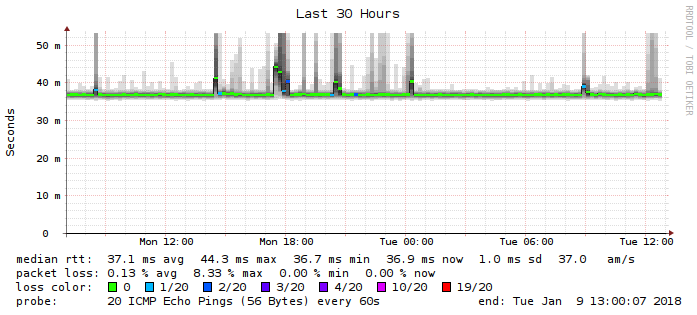 Last 30 Hours
RRDTOOL / TOBI OETIKER
Seconds
50 m
40 m
30 m
20 m
10 m
0
Mon 12:00 Mon 18:00 Tue 00:00 Tue 06:00 Tue 12:00
median rtt: 37.1 ms avg 44.3 ms max 36.7 ms min 36.9 ms now 1.0 ms sd 37.0 am/s
packet loss: 0.13 % avg 8.33 % max 0.00 % min 0.00 % now
loss color: 0 1/20 2/20 3/20 4/20 10/20 19/20
probe: 20 ICMP Echo Pings (56 Bytes) every 60s end: Tue Jan 9 13:00:07 2018